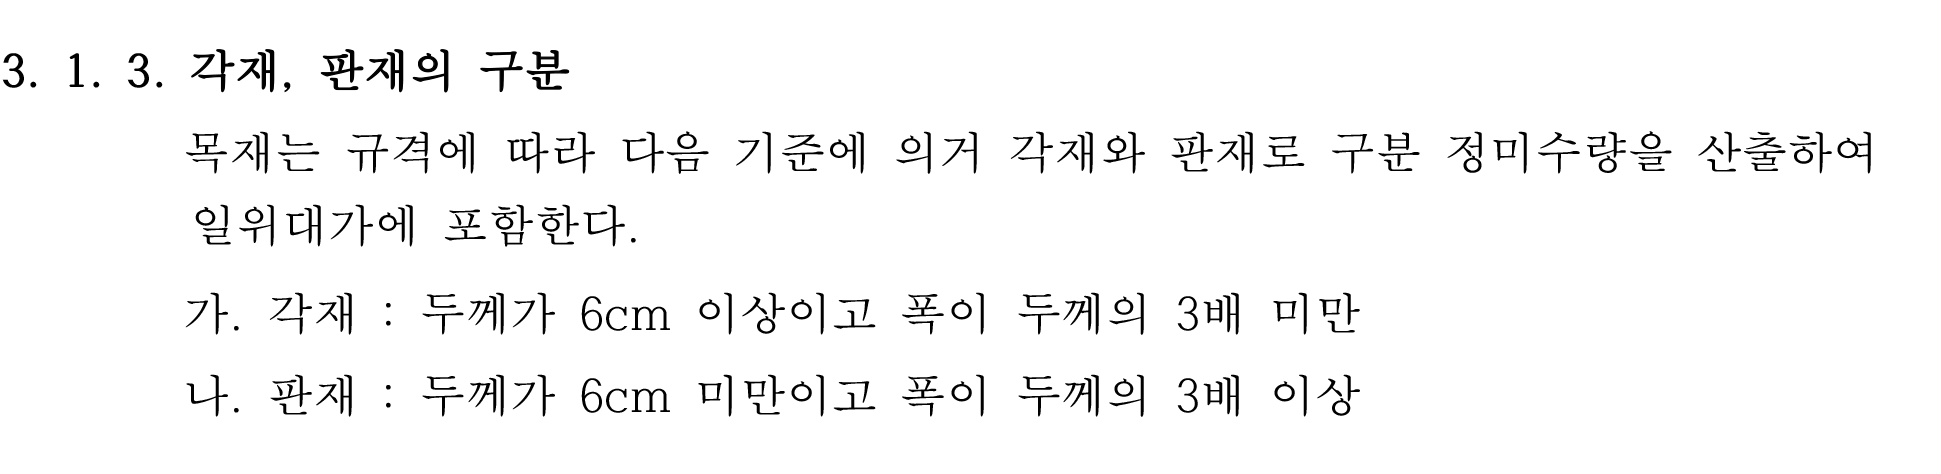 3. 1. 3. 각재, 판재의 구분
목재는 규격에 따라 다음 기준에 의거 각재와 판재로 구분 정미수량을 산출하여
일위대가에 포함한다.
가. 각재 : 두께가 6cm 이상이고 폭이 두께의 3배 미만
나. 판재 : 두께가 6cm 미만이고 폭이 두께의 3배 이상